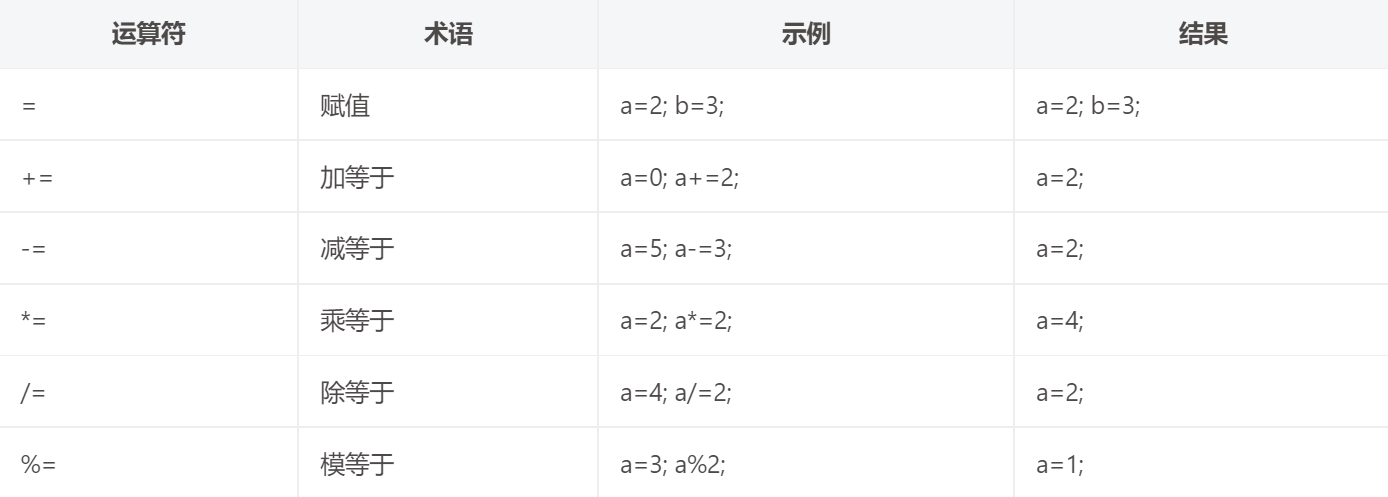 运算符 术语 示例 结果
= 赋值 a=2; b=3; a=2; b=3;
+= 加等于 a=0; a+=2; a=2;
-= 减等于 a=5; a-=3; a=2;
*= 乘等于 a=2; a*=2; a=4;
/= 除等于 a=4; a/=2; a=2;
%= 模等于 a=3; a%2; a=1;